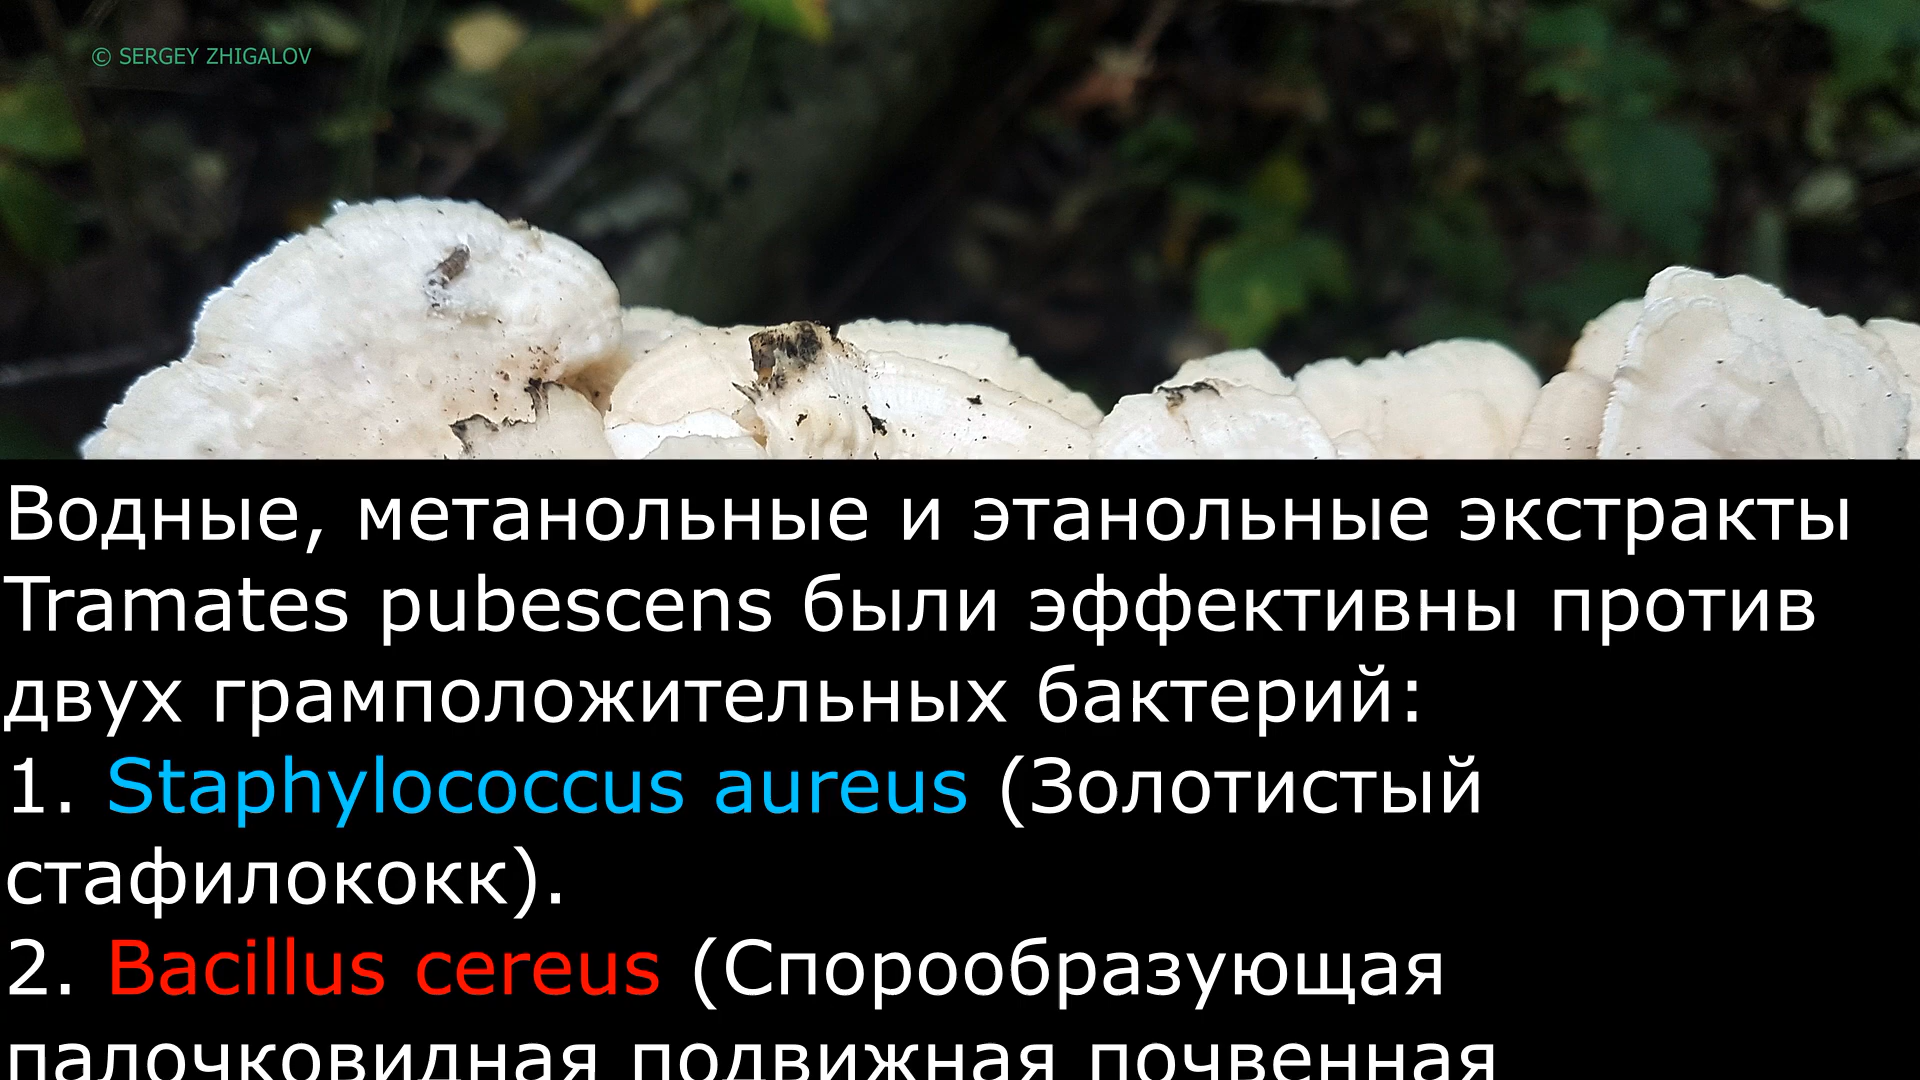 © SERGEY ZHIGALOV
Водные, метанольные и этанольные экстракты
Tramates pubescens были эффективны против
двух грамположительных бактерий:
1. Staphylococcus aureus (Золотистый
стафилококк).
2. Bacillus cereus (Спорообразующая
палочковидная подвижная почвенная